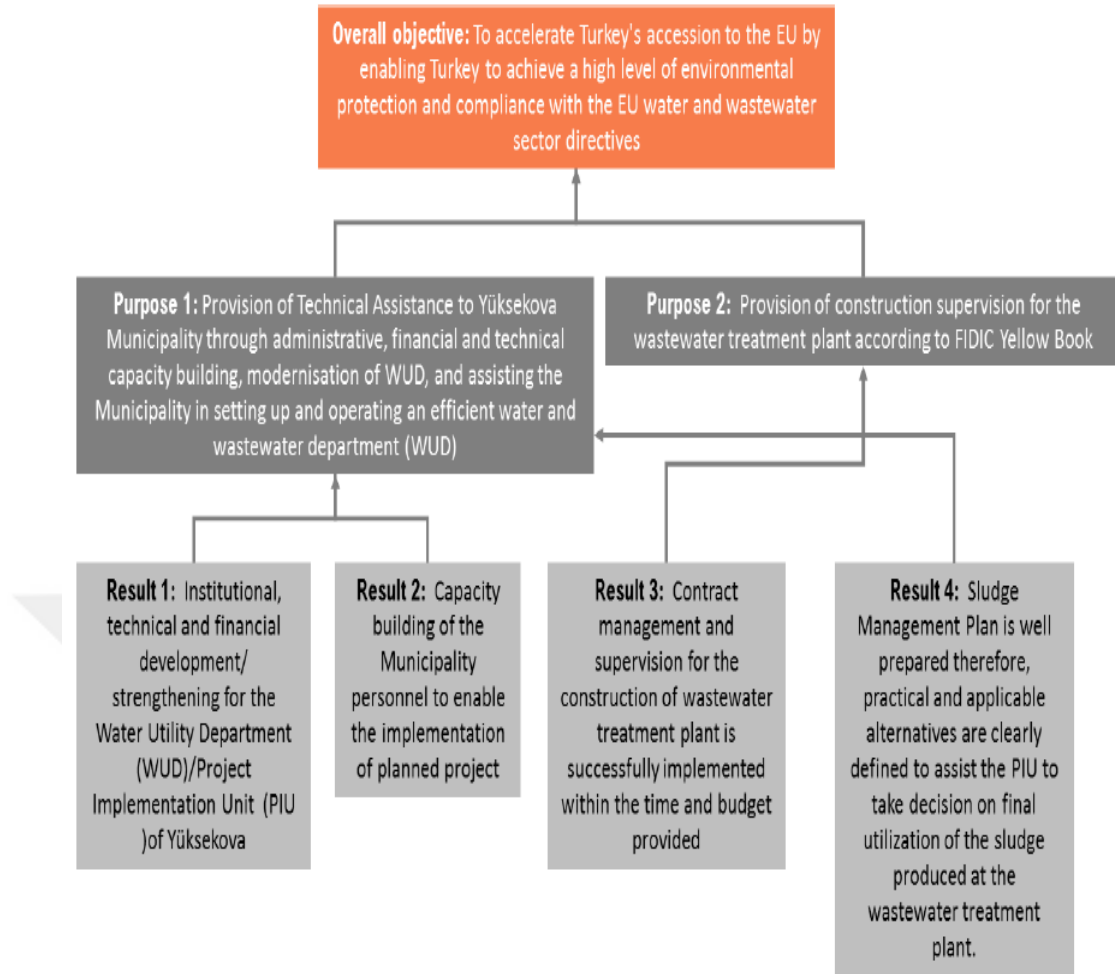 Overall objective: To accelerate Turkey's accession to the EU by
enabling Turkey to achieve a high level of environmental
protection and compliance with the EU water and wastewater
sector directives
Purpose 1: Provision of Technical Assistance to Yüksekova
Municipality through administrative, financial and technical
capacity building, modernisation of WUD, and assisting the
Municipality in setting up and operating an efficient water and
wastewater department (WUD)
Purpose 2: Provision of construction supervision for the
wastewater treatment plant according to FIDIC Yellow Book
Result 1: Institutional,
technical and financial
development/
strengthening for the
Water Utility Department
(WUD)/Project
Implementation Unit (PIU
)of Yüksekova
Result 2: Capacity
building of the
Municipality
personnel to enable
the implementation
of planned project
Result 3: Contract
management and
supervision for the
construction of wastewater
treatment plant is
successfully implemented
within the time and budget
provided
Result 4: Sludge
Management Plan is well
prepared therefore,
practical and applicable
alternatives are clearly
defined to assist the PIU to
take decision on final
utilization of the sludge
produced at the
wastewater treatment
plant.